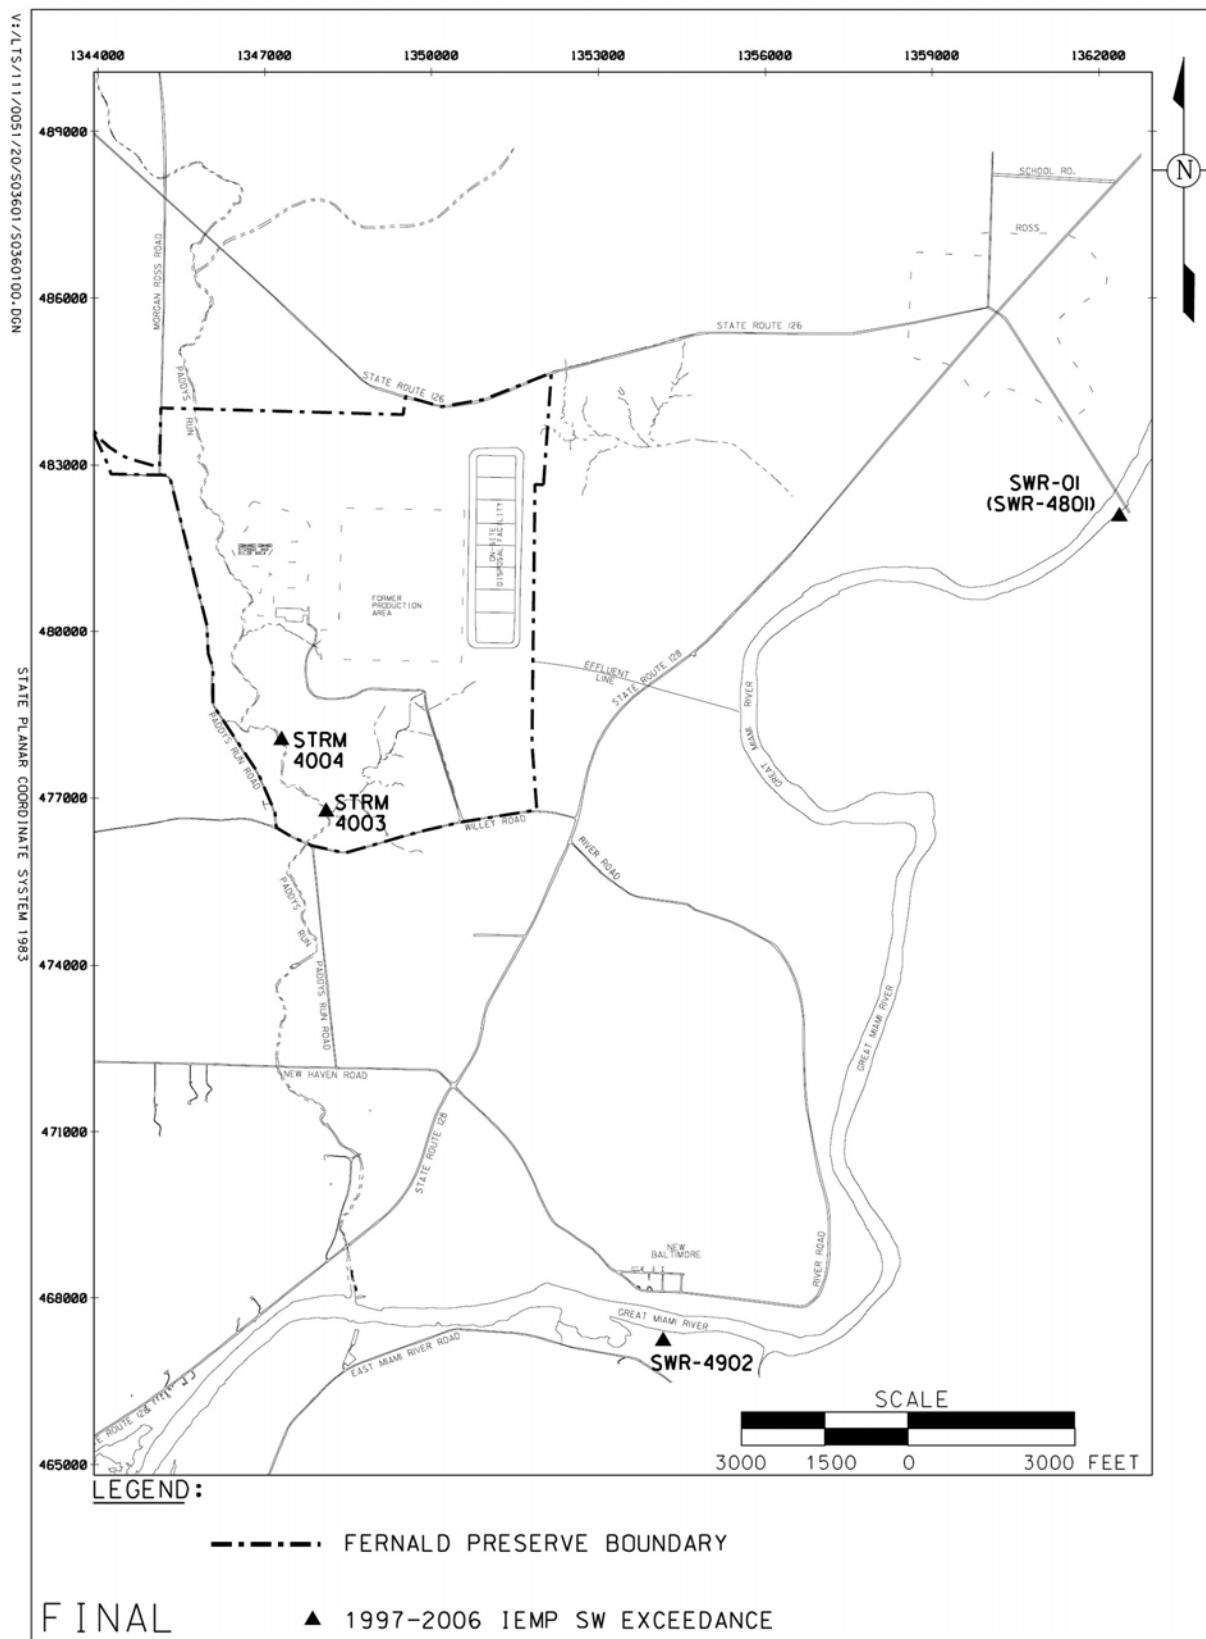 1344000 1347000 1350000 1353000 1356000 1359000 1362000
V:/LTS/111/0051/20/S03601/S0360100.DGN
STATE PLANAR COORDINATE SYSTEM 1983
489000
486000
483000
480000
477000
474000
471000
468000
465000
N
SCHOOL RD.
ROSS
MORGAN ROSS ROAD
STATE ROUTE 126
STATE ROUTE 126
PADDYS RUN
SWR-01
(SWR-4801)
ON-SITE
DISPOSAL FACILITY
FORMER
PRODUCTION
AREA
EFFLUENT
LINE
STATE ROUTE 128
GREAT MIAMI RIVER
PADDYS RUN ROAD
STRM
4004
STRM
4003
WILLEY ROAD
RIVER ROAD
PADDYS RUN
PADDYS RUN ROAD
GREAT MIAMI RIVER
NEW HAVEN ROAD
STATE ROUTE 128
NEW
BALTIMORE
RIVER ROAD
GREAT MIAMI RIVER
EAST MIAMI RIVER ROAD
SWR-4902
E ROUTE 128
SCALE
3000 1500 0 3000 FEET
LEGEND:
FERNALD PRESERVE BOUNDARY
FINAL
1997-2006 IEMP SW EXCEEDANCE